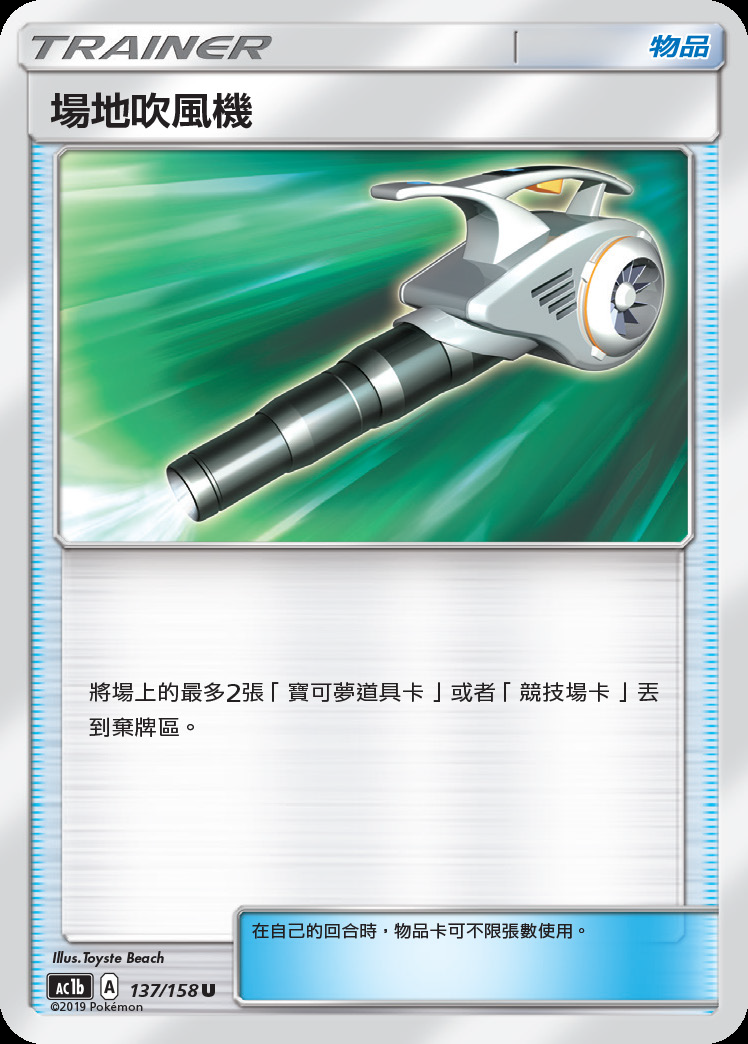 TRAINER
物品
場地吹風機
將場上的最多2張「寶可夢道具卡」或者「競技場卡」丟
到棄牌區。
在自己的回合時，物品卡可不限張數使用。
Illus.Toyste Beach
AC1b A 137/158 U
©2019 Pokémon